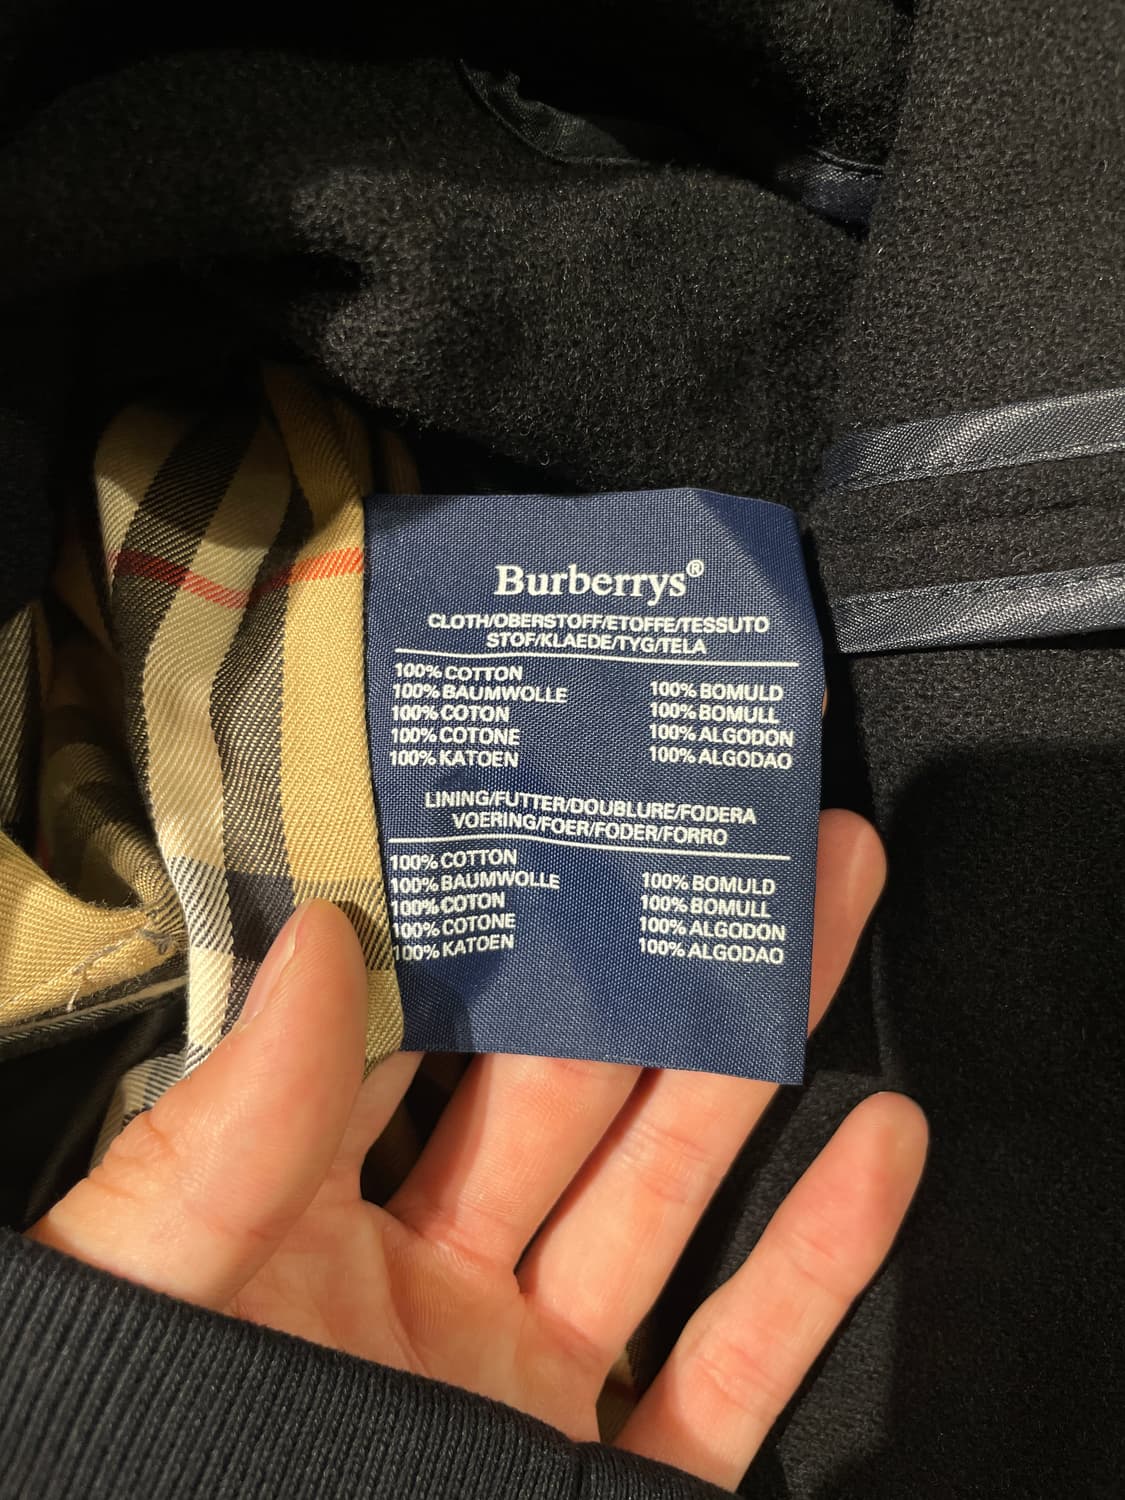 Burberrys®
CLOTH/OBERSTOFF/ETOFFE/TESSUTO
STOF/KLAEDE/TYG/TELA
100% COTTON
100% BAUMWOLLE 100% BOMULD
100% COTON 100% BOMULL
100% COTONE 100% ALGODON
100% KATOEN 100% ALGODAO
LINING/FUTTER/DOUBLURE/FODERA
VOERING/FOER/FODER/FORRO
100% COTTON
100% BAUMWOLLE 100% BOMULD
100% COTON 100% BOMULL
100% COTONE 100% ALGODON
100% KATOEN 100% ALGODAO